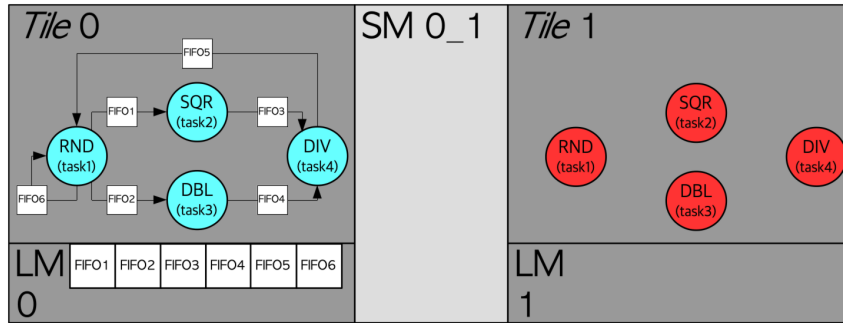 Tile 0
SM 0_1
Tile 1
FIFO5
FIFO1
SQR
(task2)
FIFO3
RND
(task1)
DIV
(task4)
FIFO6
FIFO2
DBL
(task3)
FIFO4
SQR
(task2)
RND
(task1)
DIV
(task4)
DBL
(task3)
LM
0
FIFO1 FIFO2 FIFO3 FIFO4 FIFO5 FIFO6
LM
1